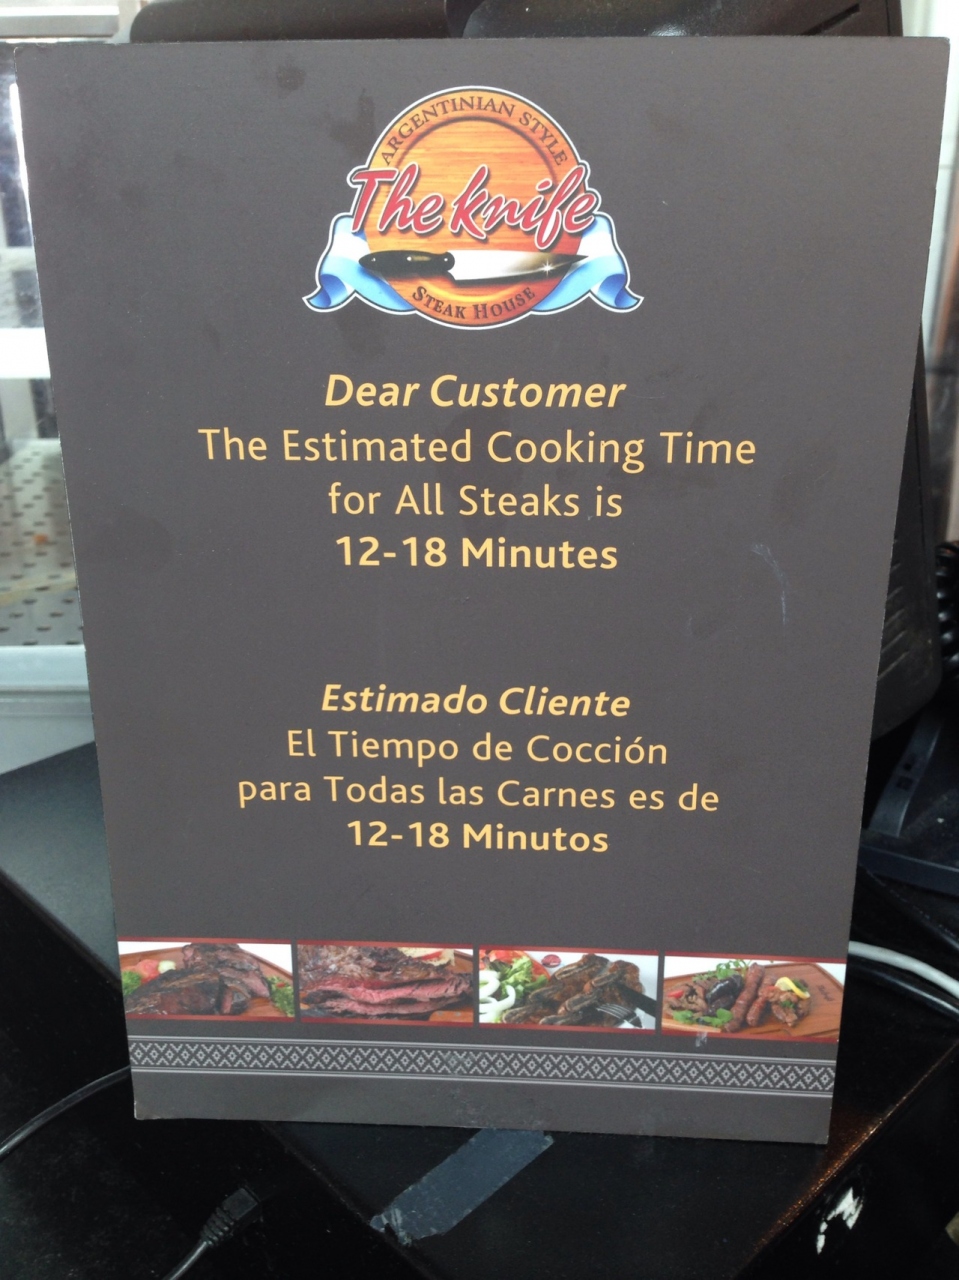 ARGENTINIAN STYLE
The knife
STEAK HOUSE
Dear Customer
The Estimated Cooking Time
for All Steaks is
12-18 Minutes
Estimado Cliente
El Tiempo de Cocción
para Todas las Carnes es de
12-18 Minutos